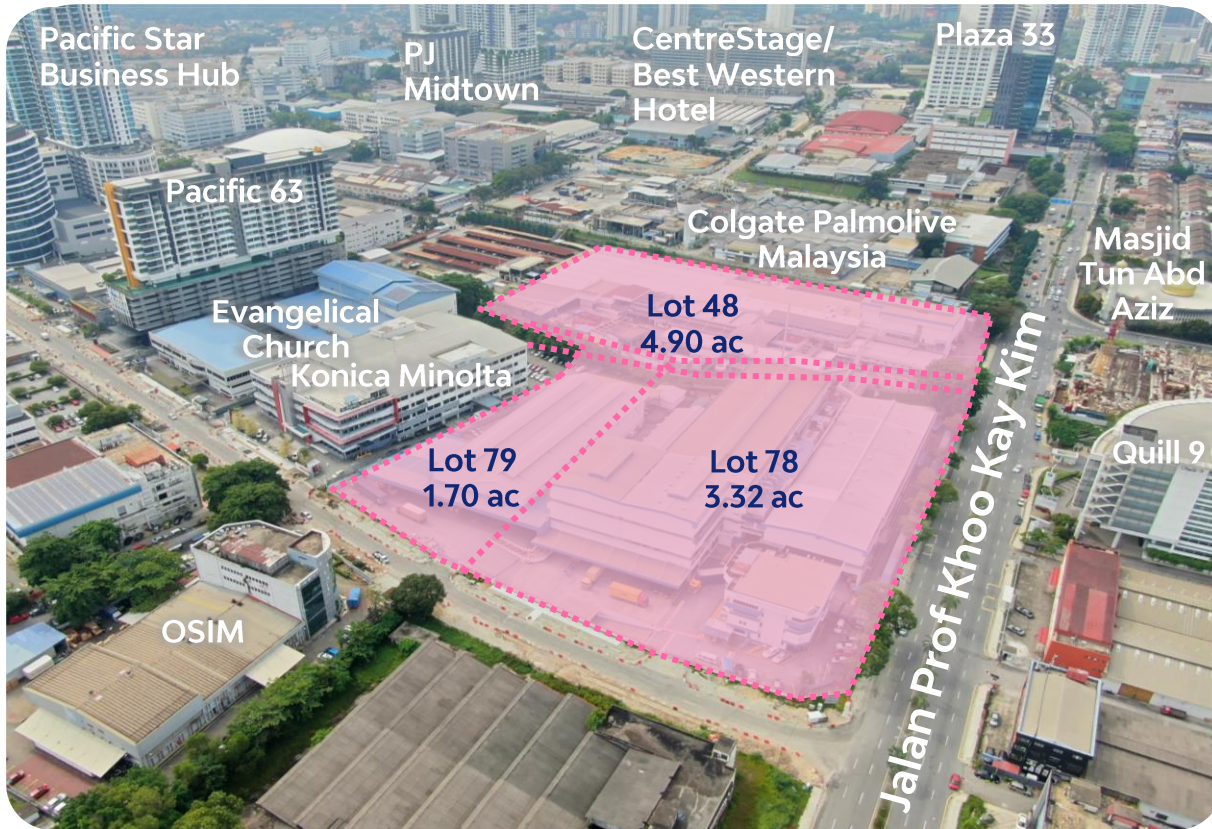 Pacific Star
Business Hub
PJ
Midtown
CentreStage/
Best Western
Hotel
Plaza 33
Pacific 63
Colgate Palmolive
Malaysia
Masjid
Tun Abd
Aziz
Evangelical
Church
Konica Minolta
Lot 48
4.90 ac
Lot 79
1.70 ac
Lot 78
3.32 ac
Quill 9
OSIM
Jalan Prof Khoo Kay Kim